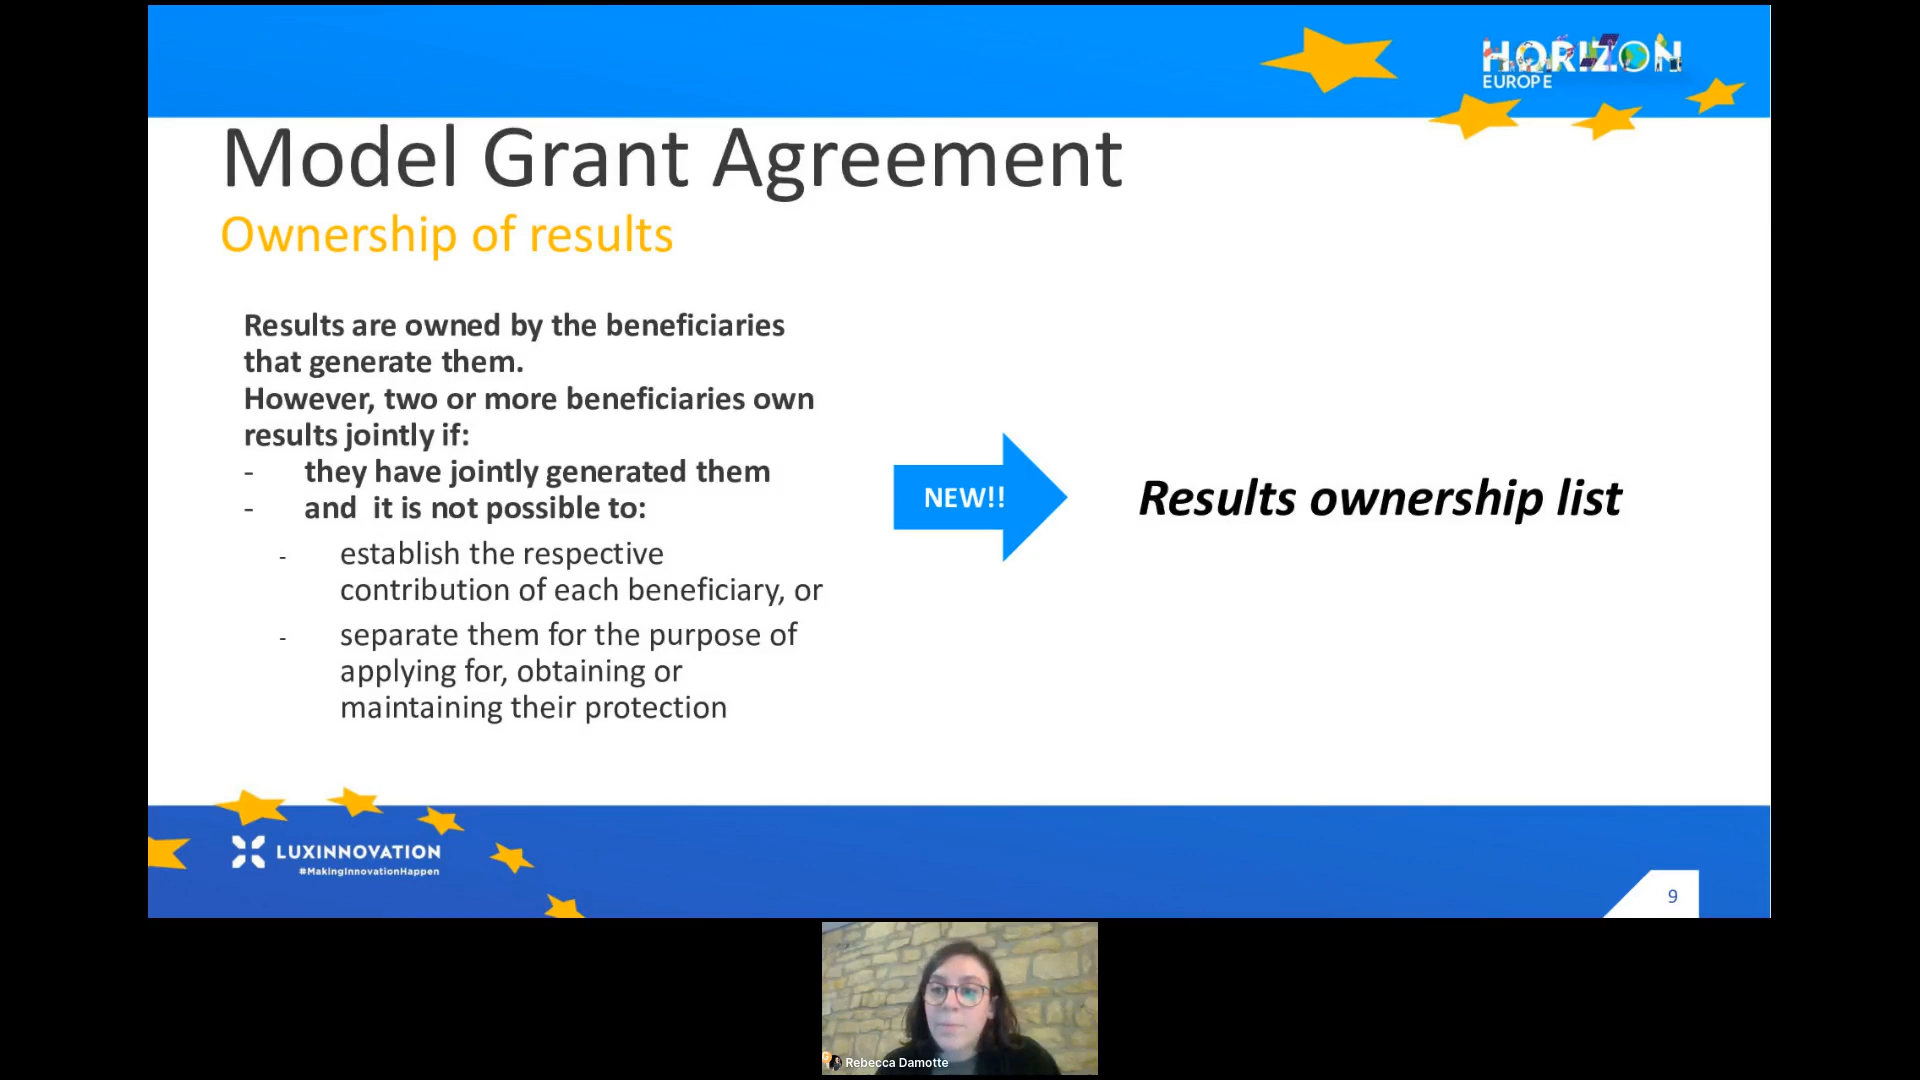 HORIZON
EUROPE
Model Grant Agreement
Ownership of results
Results are owned by the beneficiaries
that generate them.
However, two or more beneficiaries own
results jointly if:
- they have jointly generated them
- and  it is not possible to:
- establish the respective
contribution of each beneficiary, or
- separate them for the purpose of
applying for, obtaining or
maintaining their protection
NEW!!
Results ownership list
LUXINNOVATION
#MakingInnovationHappen
9
Rebecca Damotte